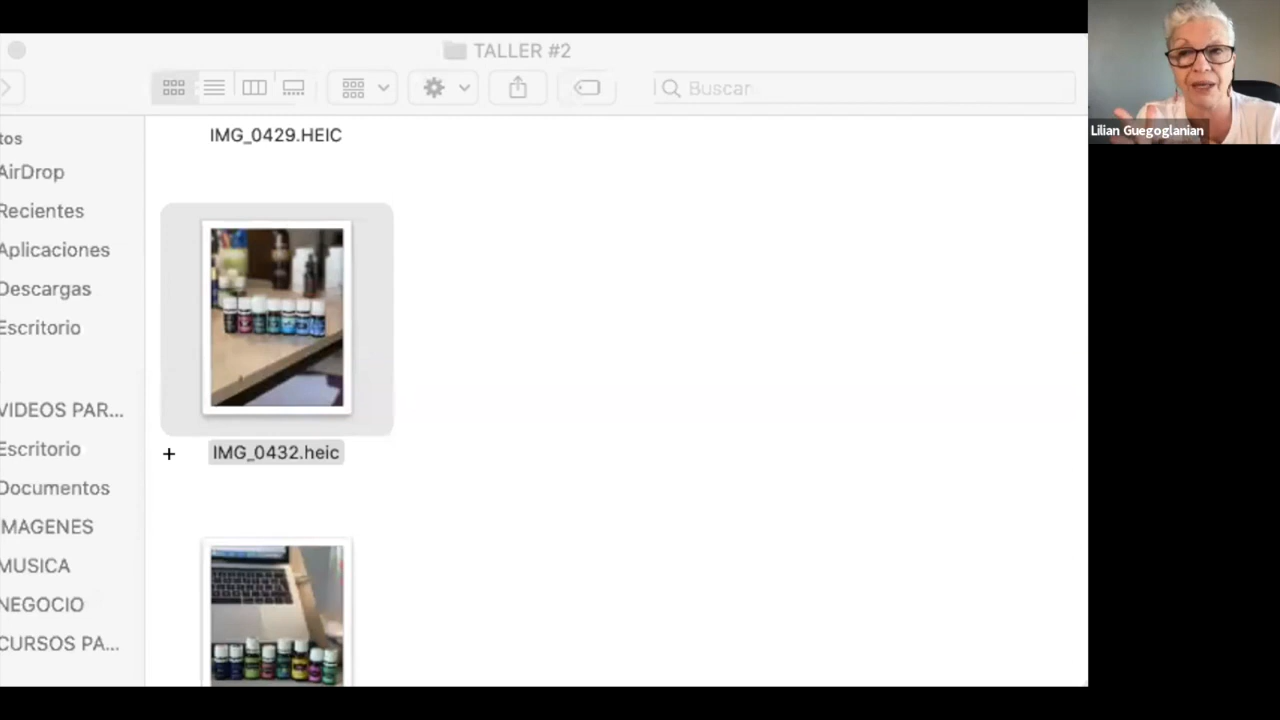 TALLER #2
Buscar
Lilian Guegoglanian
tos
AirDrop
Recientes
Aplicaciones
Descargas
Escritorio
VIDEOS PAR...
Escritorio
Documentos
IMAGENES
MUSICA
NEGOCIO
CURSOS PA...
IMG_0429.HEIC
IMG_0432.heic